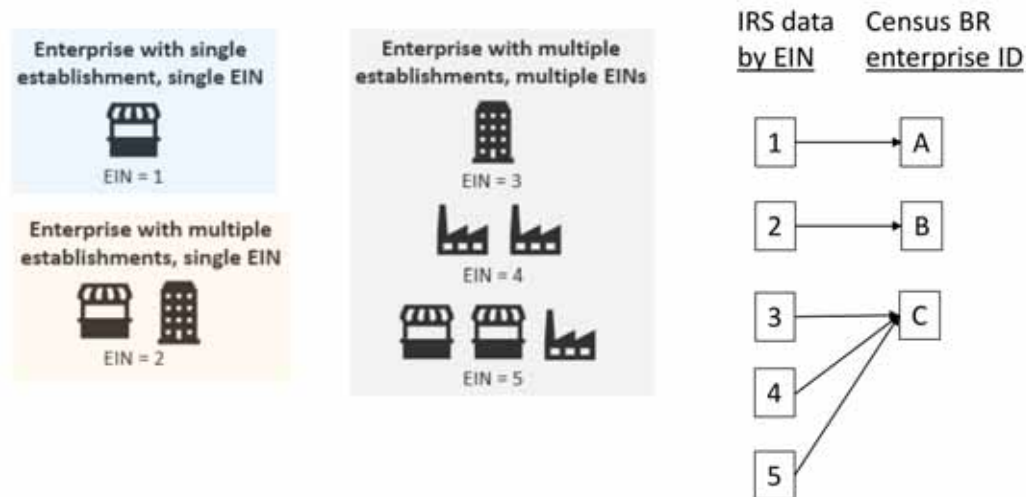 Enterprise with single
establishment, single EIN
EIN = 1
Enterprise with multiple
establishments, single EIN
EIN = 2
Enterprise with multiple
establishments, multiple EINs
EIN = 3
EIN = 4
EIN = 5
IRS data
by EIN
Census BR
enterprise ID
1
A
2
B
3
C
4
5